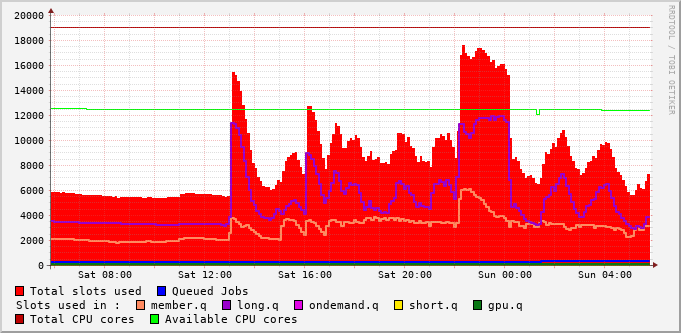 RRDTOOL / TOBI OETIKER
20000
18000
16000
14000
12000
10000
8000
6000
4000
2000
0
Sat 08:00 Sat 12:00 Sat 16:00 Sat 20:00 Sun 00:00 Sun 04:00
Total slots used Queued Jobs
Slots used in : member.q long.q ondemand.q short.q gpu.q
Total CPU cores Available CPU cores